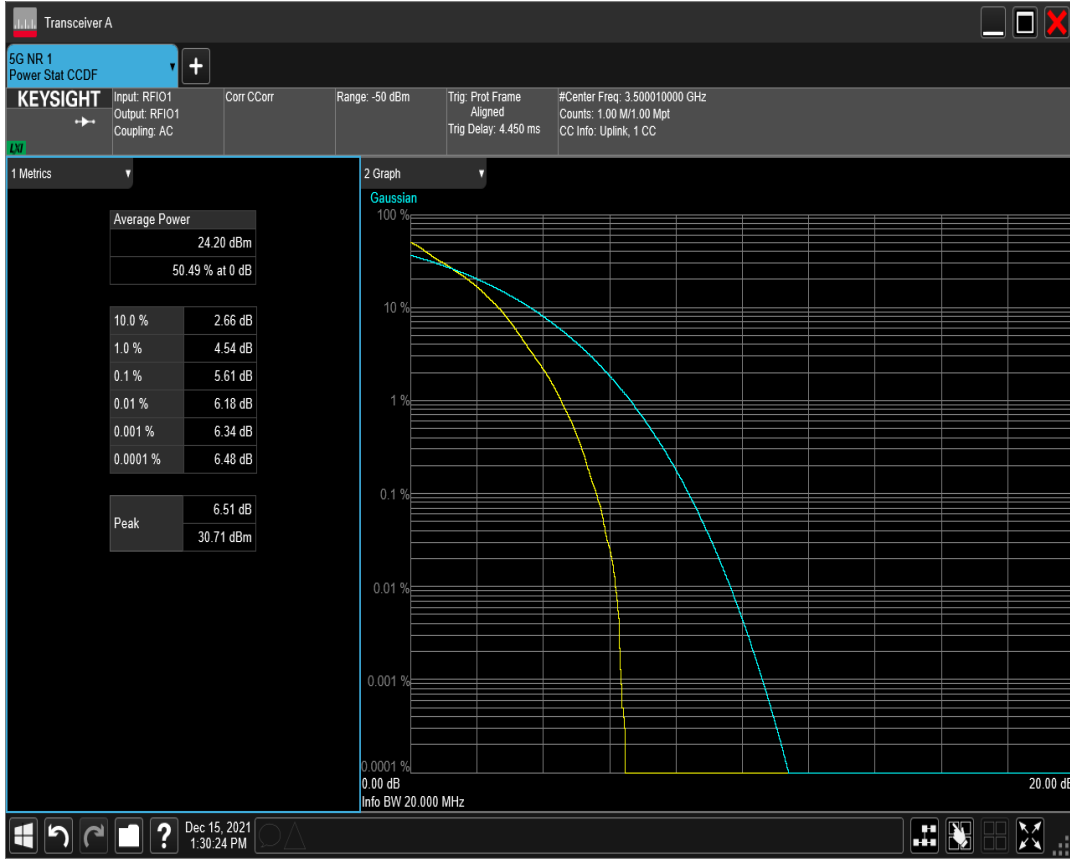 Transceiver A
5G NR 1
Power Stat CCDF
+
KEYSIGHT
LXI
Input: RFIO1
Output: RFIO1
Coupling: AC
Corr CCorr
Range: -50 dBm
Trig: Prot Frame
Aligned
Trig Delay: 4.450 ms
#Center Freq: 3.500010000 GHz
Counts: 1.00 M/1.00 Mpt
CC Info: Uplink, 1 CC
1 Metrics
Average Power
24.20 dBm
50.49 % at 0 dB
10.0 % 2.66 dB
1.0 % 4.54 dB
0.1 % 5.61 dB
0.01 % 6.18 dB
0.001 % 6.34 dB
0.0001 % 6.48 dB
Peak
6.51 dB
30.71 dBm
2 Graph
Gaussian
100 %
10 %
1 %
0.1 %
0.01 %
0.001 %
0.0001 %
0.00 dB 20.00 dB
Info BW 20.000 MHz
?
Dec 15, 2021
1:30:24 PM